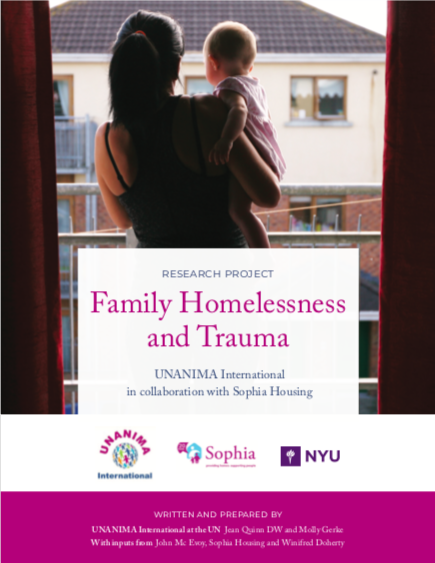 RESEARCH PROJECT
Family Homelessness
and Trauma
UNANIMA International
in collaboration with Sophia Housing
UNANIMA
International
Sophia
providing homes, supporting people
NYU
WRITTEN AND PREPARED BY
UNANIMA International at the UN Jean Quinn DW and Molly Gerke
With inputs from John Mc Evoy, Sophia Housing and Winifred Doherty